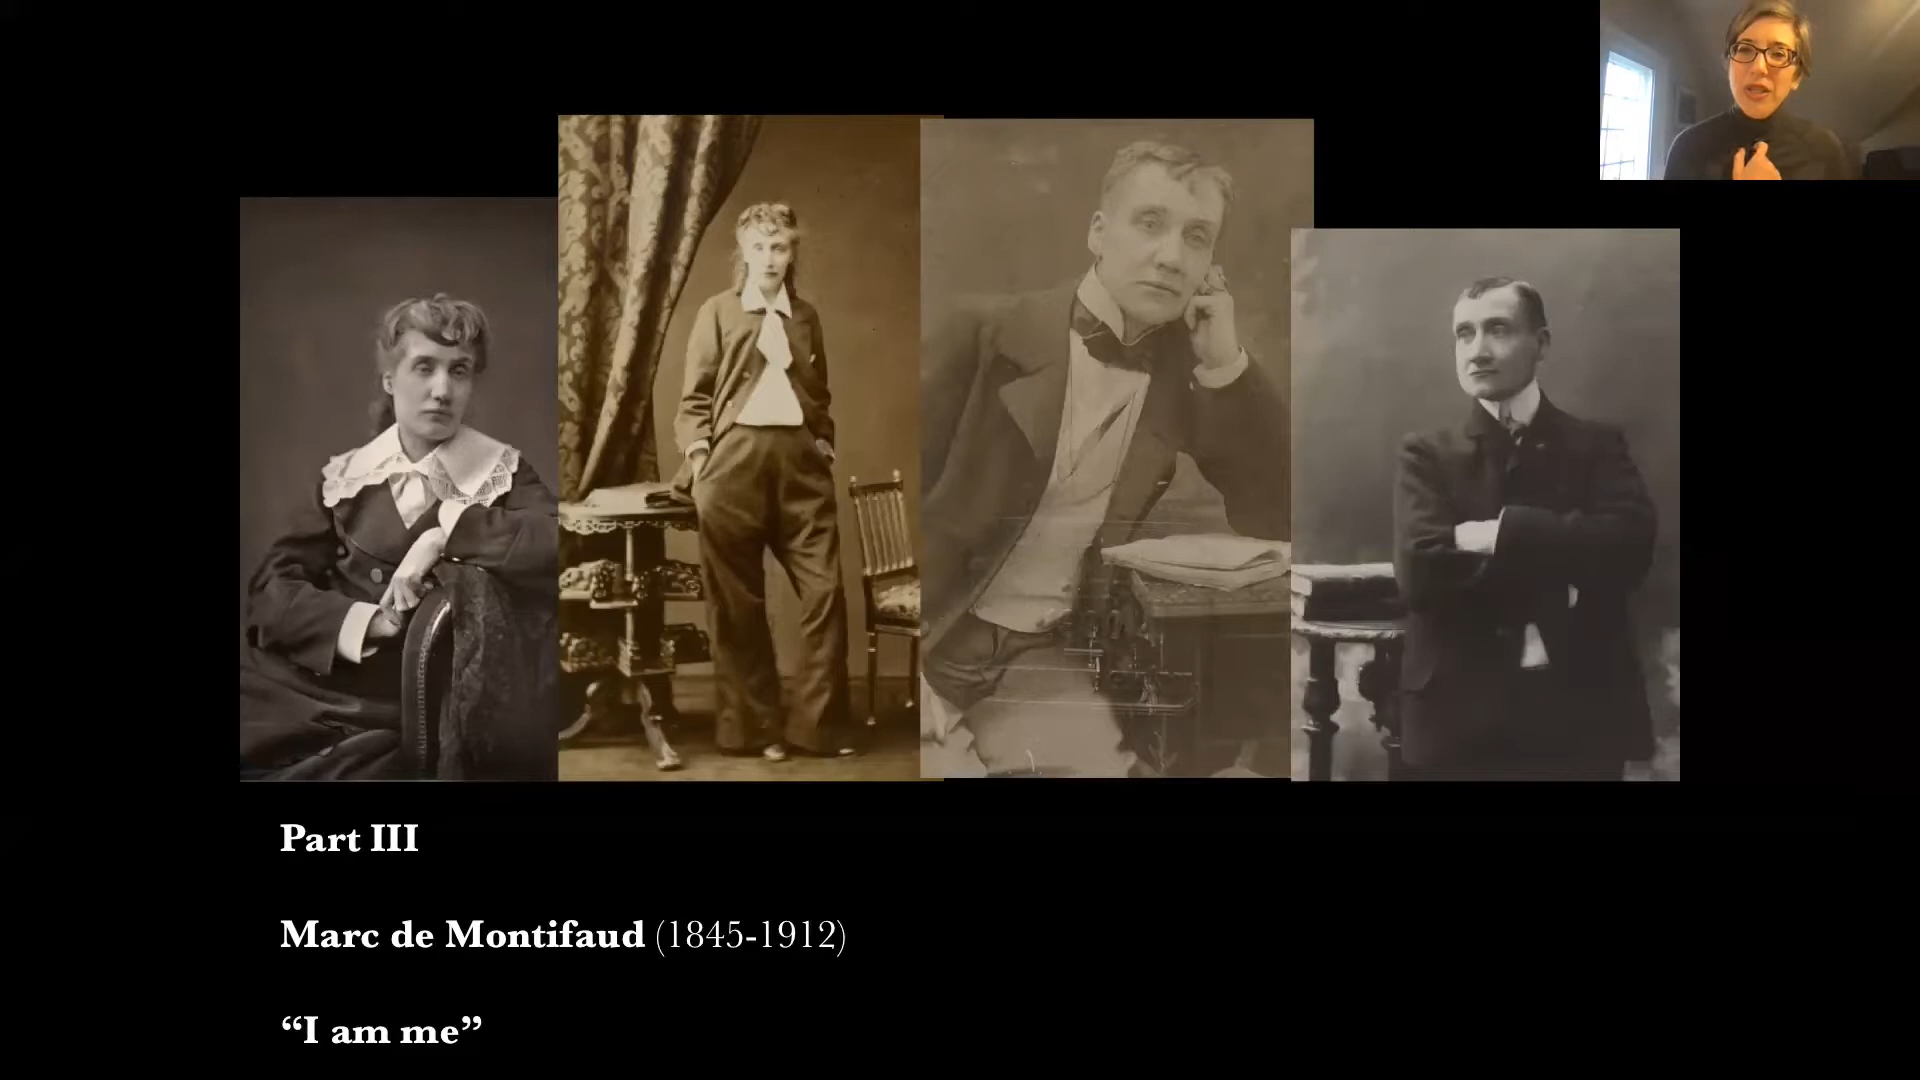 Part III
Marc de Montifaud (1845-1912)
“I am me”